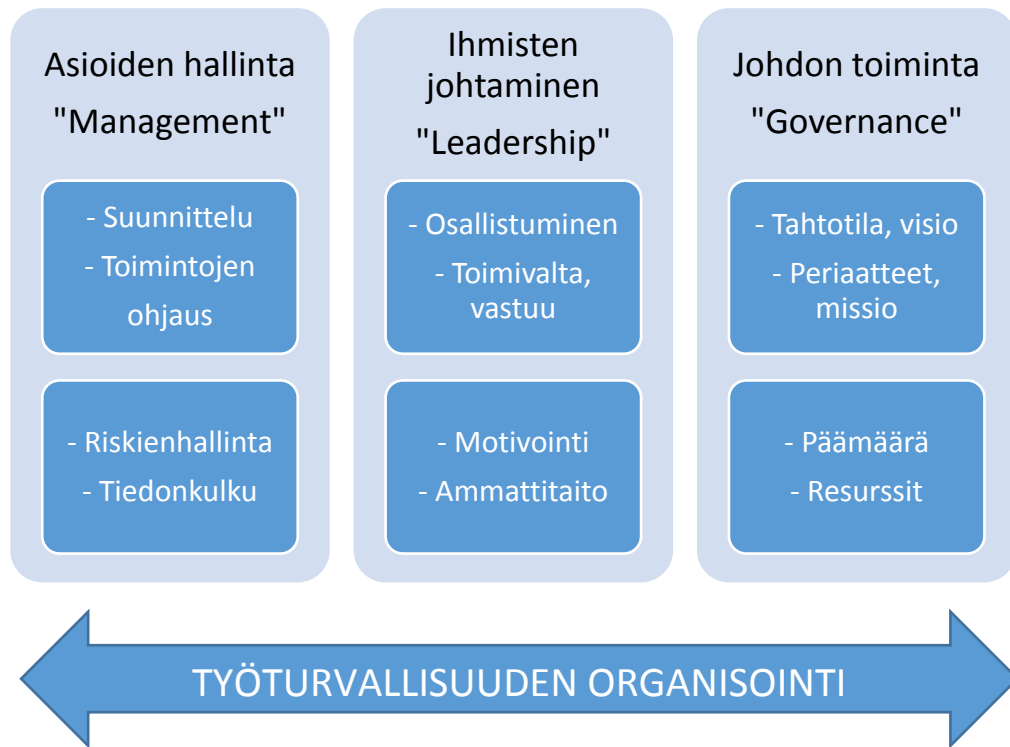 Asioiden hallinta
"Management"
- Suunnittelu
- Toimintojen
ohjaus
- Riskienhallinta
- Tiedonkulku
Ihmisten
johtaminen
"Leadership"
- Osallistuminen
- Toimivalta,
vastuu
- Motivointi
- Ammattitaito
Johdon toiminta
"Governance"
- Tahtotila, visio
- Periaatteet,
missio
- Päämäärä
- Resurssit
TYÖTURVALLISUUDEN ORGANISOINTI